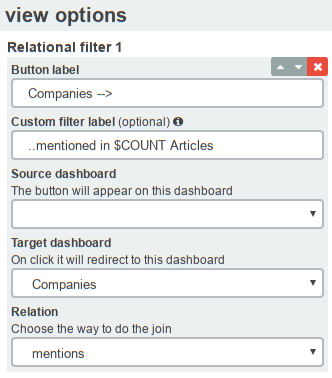 view options
Relational filter 1
Button label
Companies -->
Custom filter label (optional)
..mentioned in $COUNT Articles
Source dashboard
The button will appear on this dashboard
Target dashboard
On click it will redirect to this dashboard
Companies
Relation
Choose the way to do the join
mentions